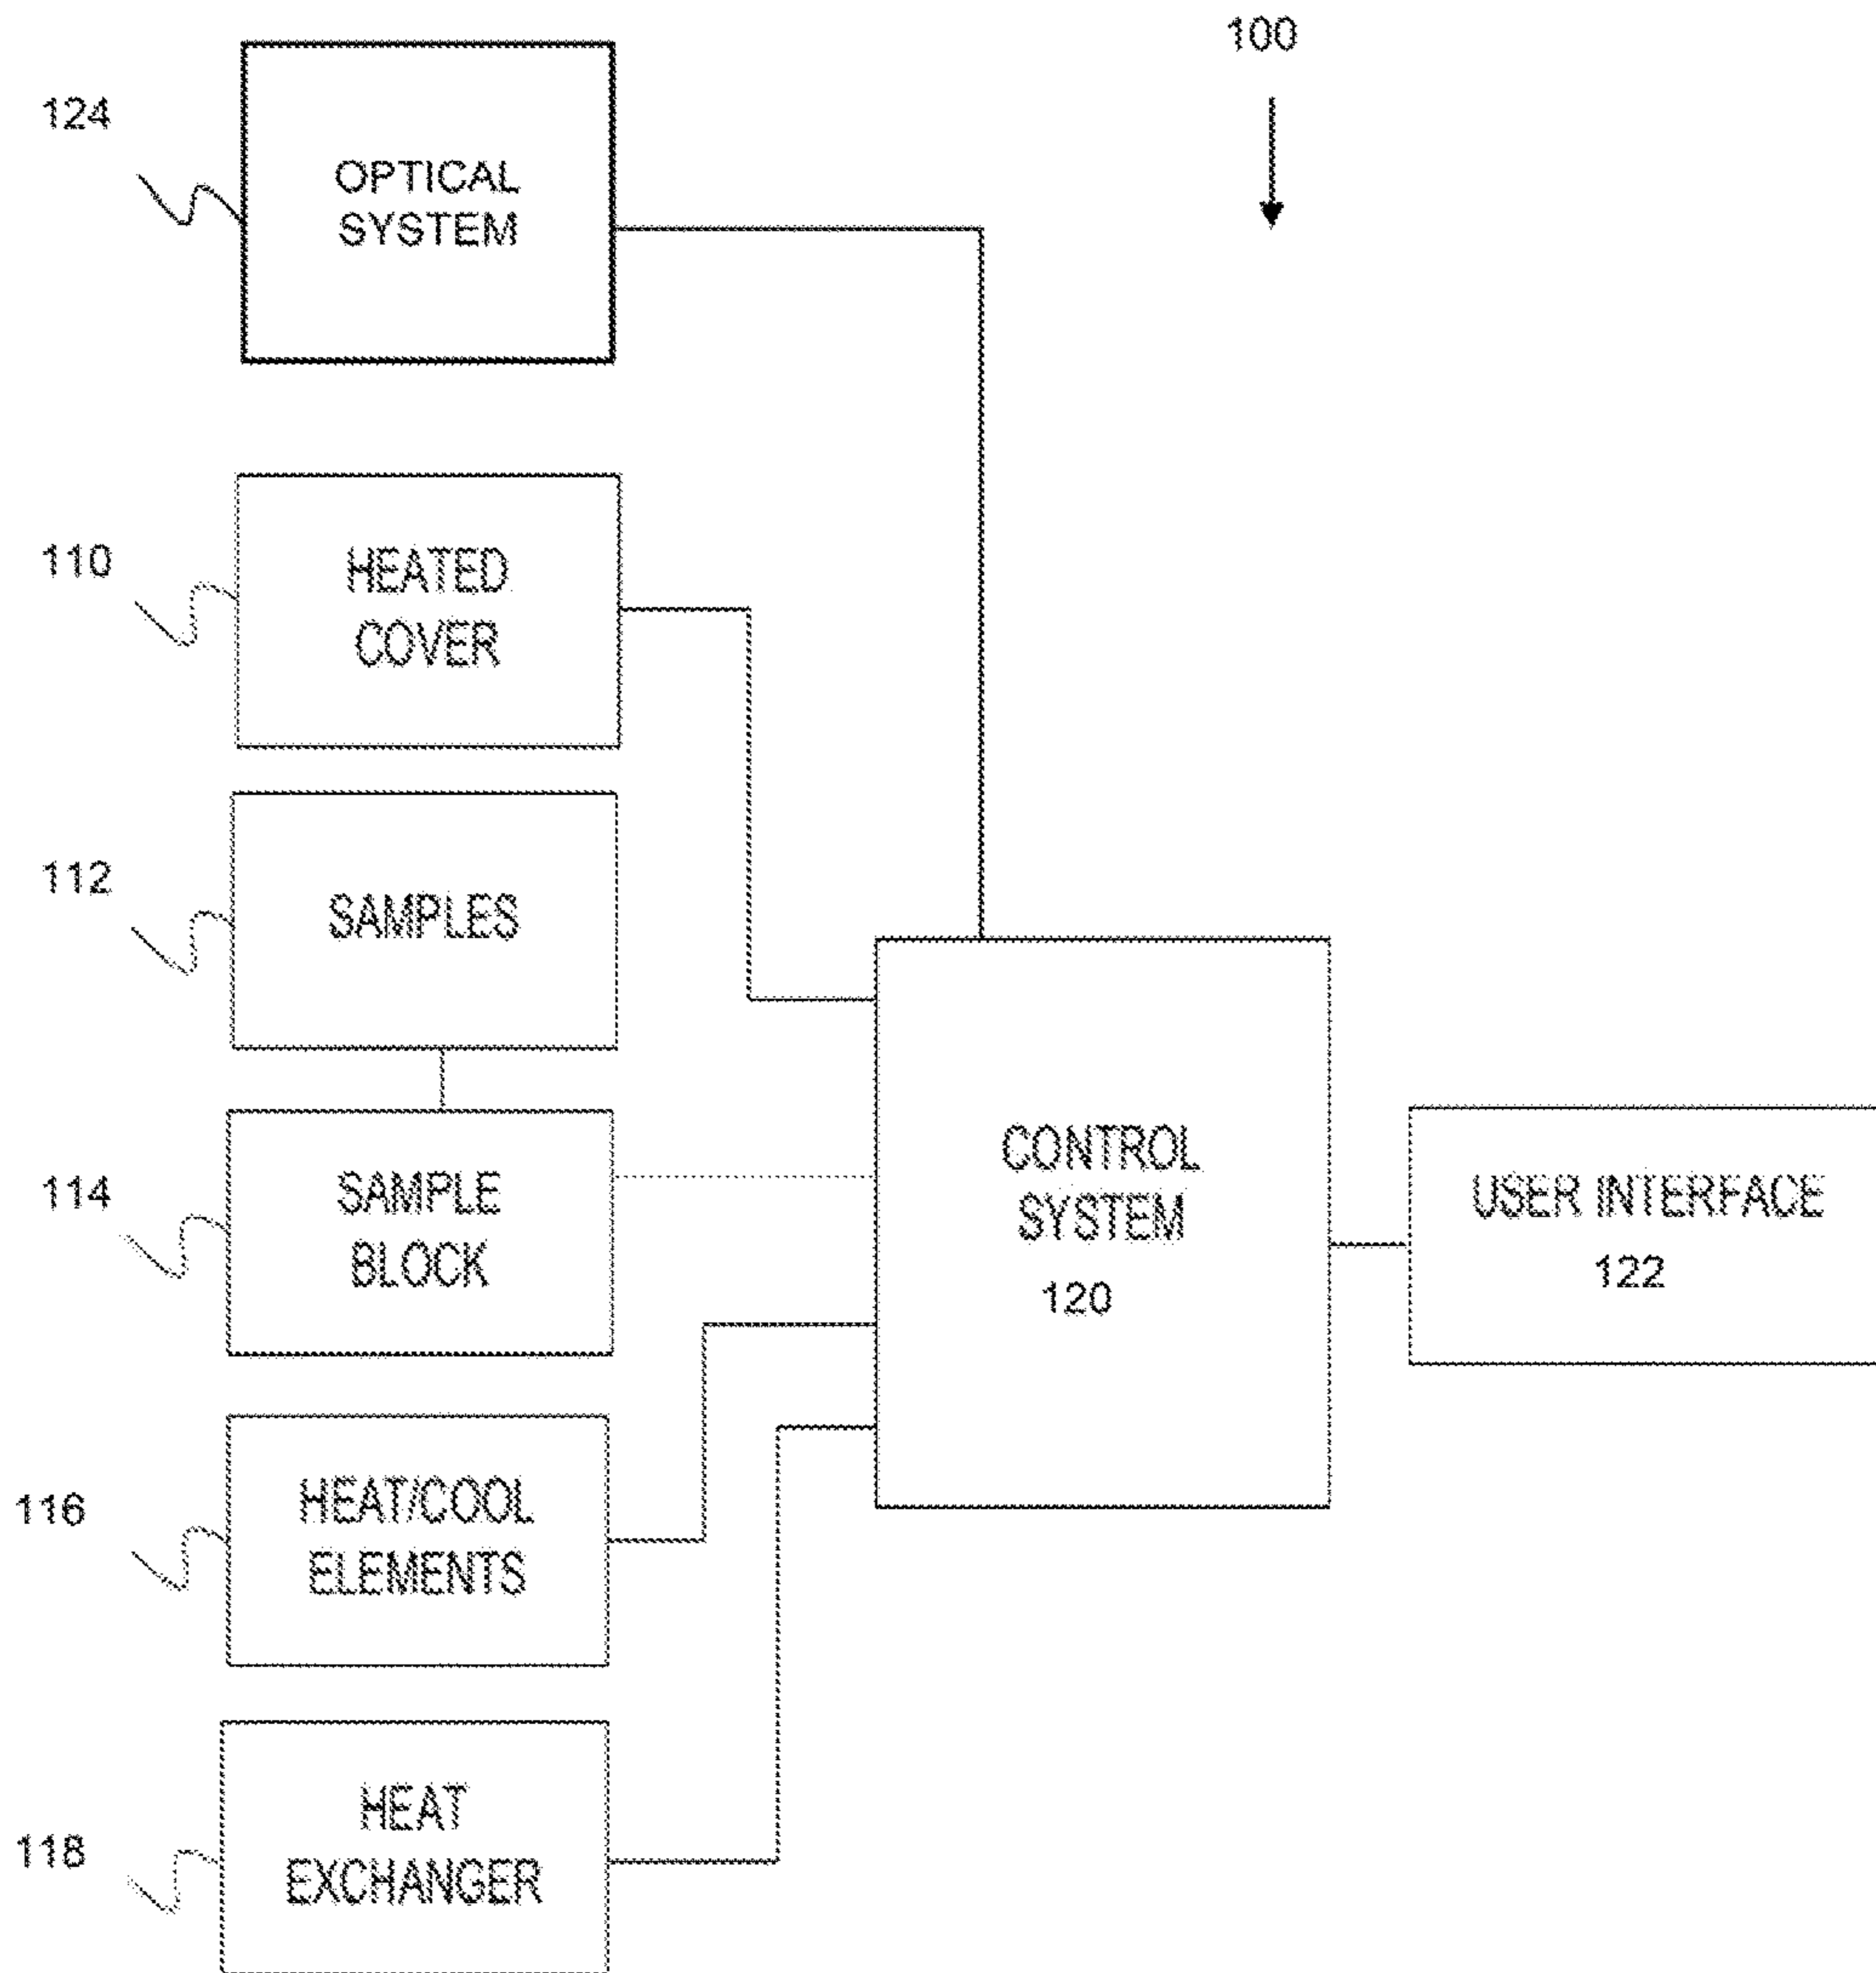 100
124
OPTICAL
SYSTEM
110
HEATED
COVER
112
SAMPLES
114
SAMPLE
BLOCK
CONTROL
SYSTEM
120
USER INTERFACE
122
116
HEAT/COOL
ELEMENTS
118
HEAT
EXCHANGER